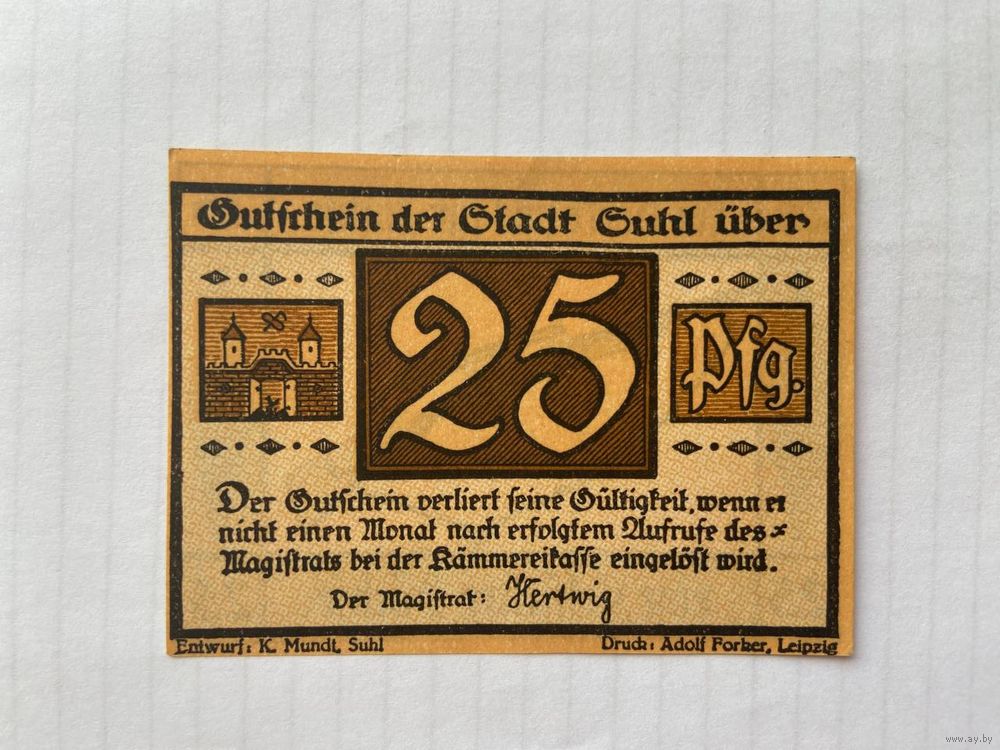 Gutschein der Stadt Suhl über
25
Pfg.
Der Gutschein verliert seine Gültigkeit, wenn er
nicht einen Monat nach erfolgtem Aufrufe des
Magistrats bei der Kämmereikasse eingelöst wird.
Der Magistrat: Hertwig
Entwurf: K. Mundt, Suhl
Druck: Adolf Forker, Leipzig
www.ay.by